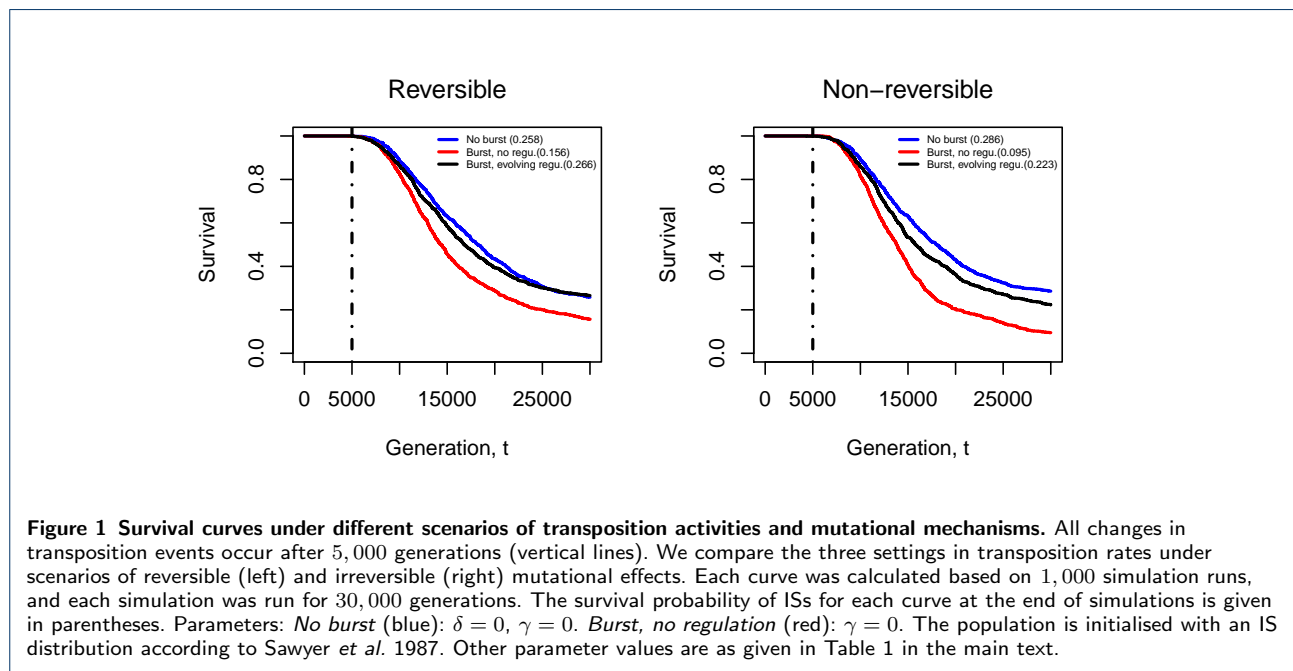 Reversible
No burst (0.258)
Burst, no regu.(0.156)
Burst, evolving regu.(0.266)
Survival
0.0 0.4 0.8
0 5000 15000 25000
Generation, t
Non−reversible
No burst (0.286)
Burst, no regu.(0.095)
Burst, evolving regu.(0.223)
Survival
0.0 0.4 0.8
0 5000 15000 25000
Generation, t
Figure 1 Survival curves under different scenarios of transposition activities and mutational mechanisms. All changes in
transposition events occur after 5,000 generations (vertical lines). We compare the three settings in transposition rates under
scenarios of reversible (left) and irreversible (right) mutational effects. Each curve was calculated based on 1,000 simulation runs,
and each simulation was run for 30,000 generations. The survival probability of ISs for each curve at the end of simulations is given
in parentheses. Parameters: No burst (blue): δ = 0, γ = 0. Burst, no regulation (red): γ = 0. The population is initialised with an IS
distribution according to Sawyer et al. 1987. Other parameter values are as given in Table 1 in the main text.